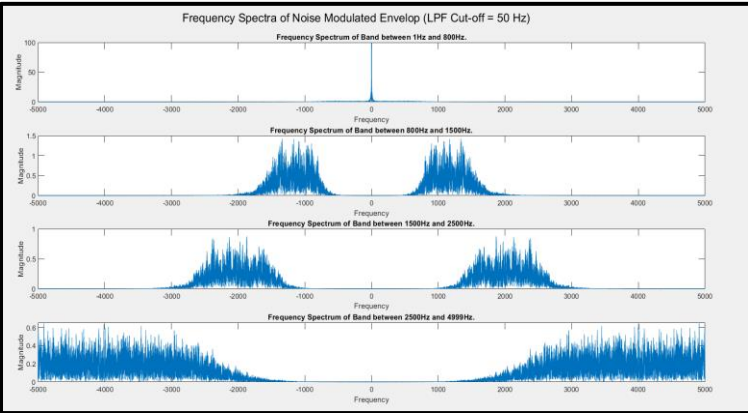 Frequency Spectra of Noise Modulated Envelop (LPF Cut-off = 50 Hz)
Frequency Spectrum of Band between 1Hz and 800Hz.
Magnitude
100
50
0
-5000 -4000 -3000 -2000 -1000 0 1000 2000 3000 4000 5000
Frequency
Frequency Spectrum of Band between 800Hz and 1500Hz.
Magnitude
1.5
1
0.5
0
-5000 -4000 -3000 -2000 -1000 0 1000 2000 3000 4000 5000
Frequency
Frequency Spectrum of Band between 1500Hz and 2500Hz.
Magnitude
1
0.5
0
-5000 -4000 -3000 -2000 -1000 0 1000 2000 3000 4000 5000
Frequency
Frequency Spectrum of Band between 2500Hz and 4999Hz.
Magnitude
0.6
0.4
0.2
0
-5000 -4000 -3000 -2000 -1000 0 1000 2000 3000 4000 5000
Frequency